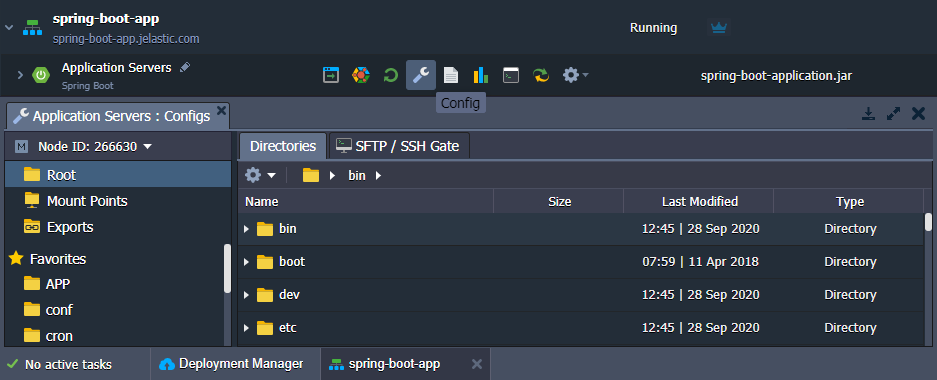 spring-boot-app
spring-boot-app.jelastic.com
Running
Application Servers
Spring Boot
spring-boot-application.jar
Config
Application Servers : Configs
M Node ID: 266630
Directories SFTP / SSH Gate
Root
Mount Points
Exports
Favorites
APP
conf
cron
bin
Name Size Last Modified Type
bin 12:45 | 28 Sep 2020 Directory
boot 07:59 | 11 Apr 2018 Directory
dev 12:45 | 28 Sep 2020 Directory
etc 12:45 | 28 Sep 2020 Directory
No active tasks Deployment Manager spring-boot-app